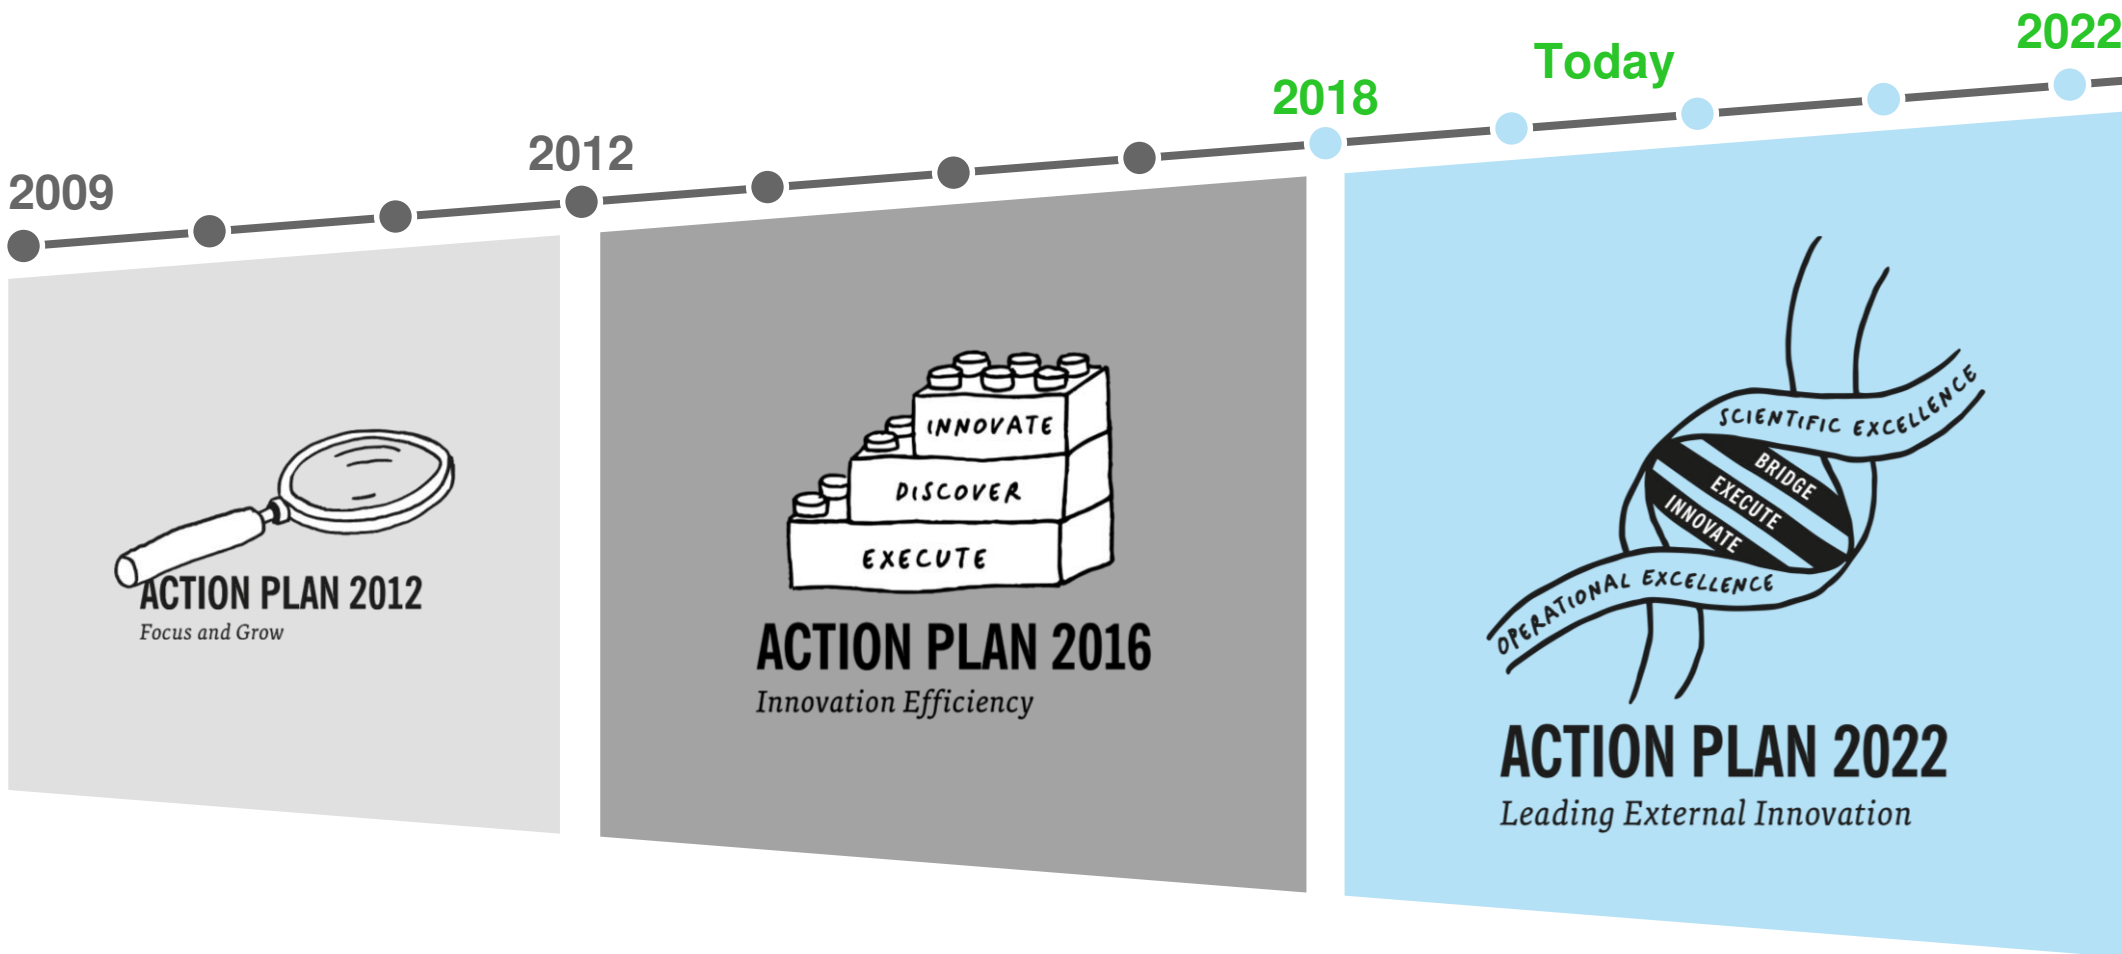 2009
2012
2018
Today
2022
ACTION PLAN 2012
Focus and Grow
INNOVATE
DISCOVER
EXECUTE
ACTION PLAN 2016
Innovation Efficiency
SCIENTIFIC EXCELLENCE
BRIDGE
EXECUTE
INNOVATE
OPERATIONAL EXCELLENCE
ACTION PLAN 2022
Leading External Innovation